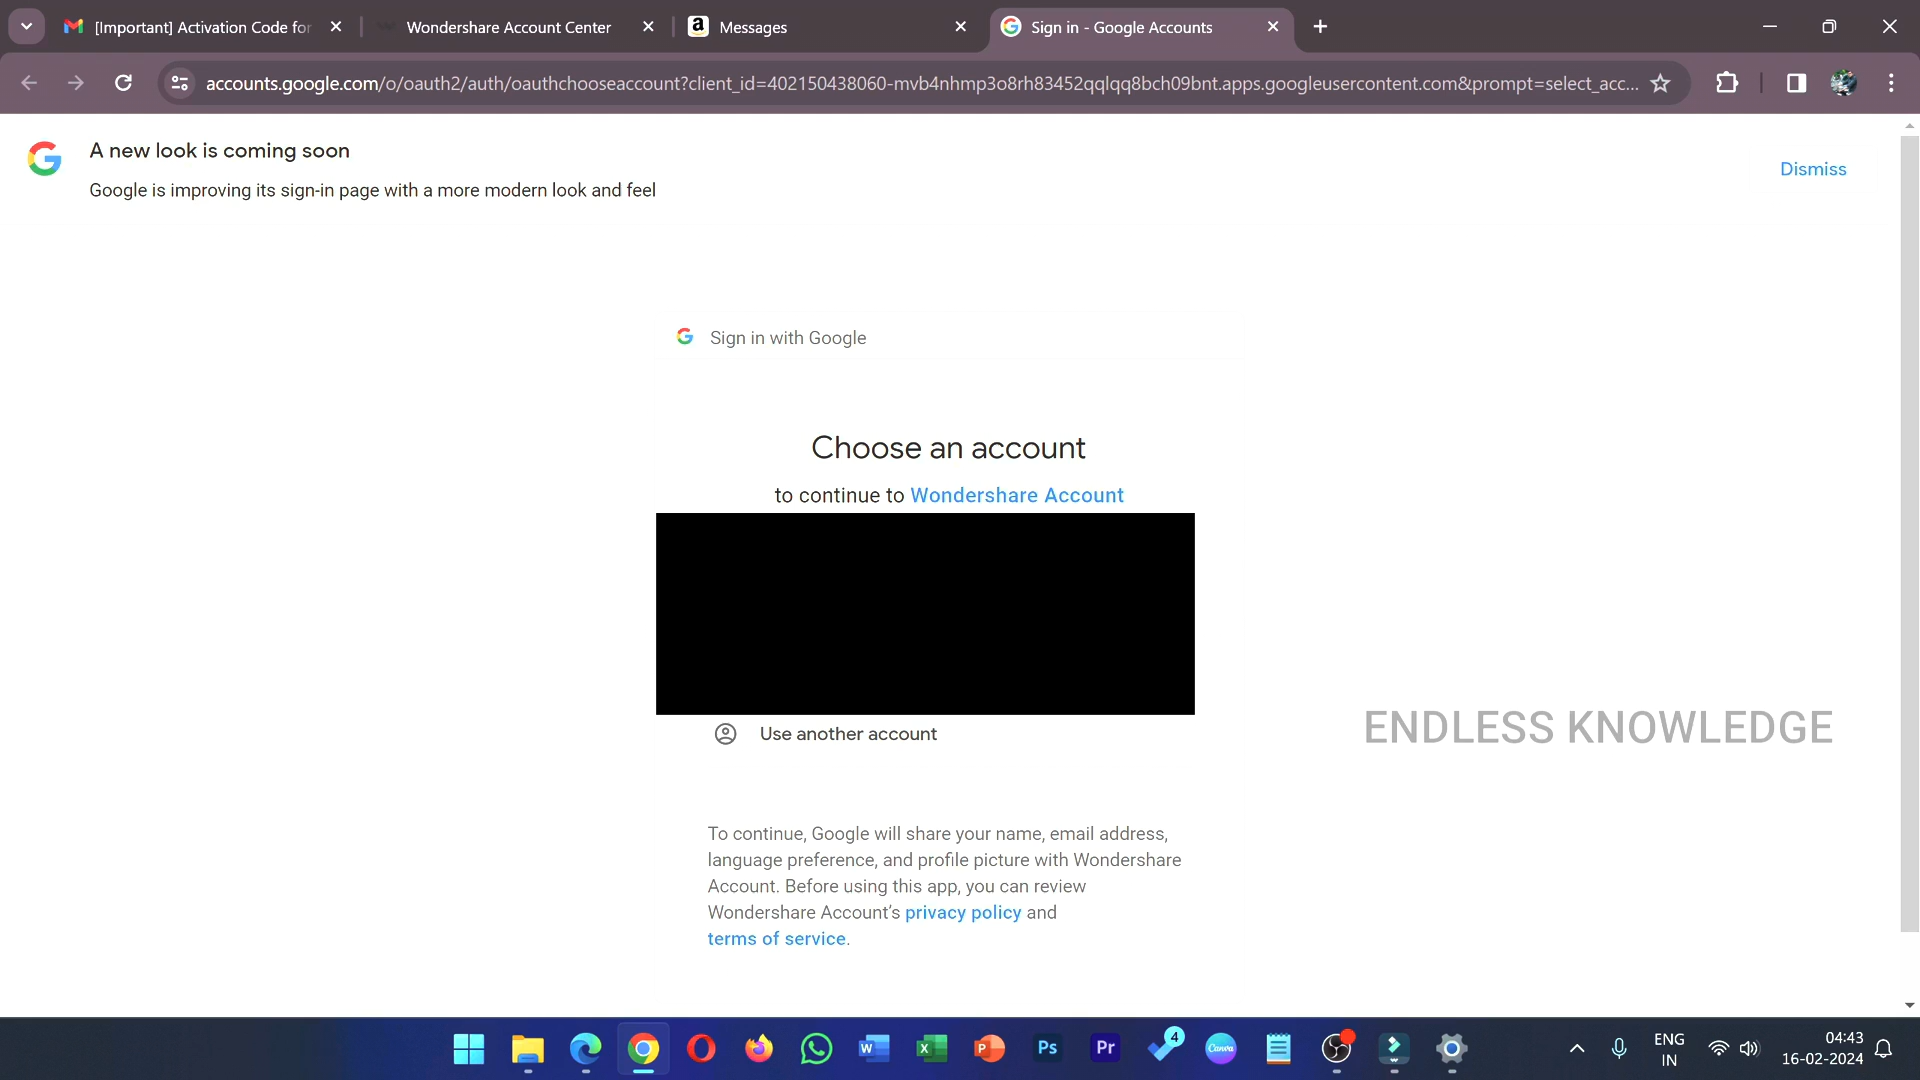 [Important] Activation Code for
Wondershare Account Center
Messages
Sign in - Google Accounts
accounts.google.com/o/oauth2/auth/oauthchooseaccount?client_id=402150438060-mvb4nhmp3o8rh83452qqlqq8bch09bnt.apps.googleusercontent.com&prompt=select_acc...
A new look is coming soon
Google is improving its sign-in page with a more modern look and feel
Dismiss
Sign in with Google
Choose an account
to continue to Wondershare Account
Use another account
ENDLESS KNOWLEDGE
To continue, Google will share your name, email address,
language preference, and profile picture with Wondershare
Account. Before using this app, you can review
Wondershare Account's privacy policy and
terms of service.
W
X
P
Ps
Pr
4
Canva
ENG
IN
04:43
16-02-2024